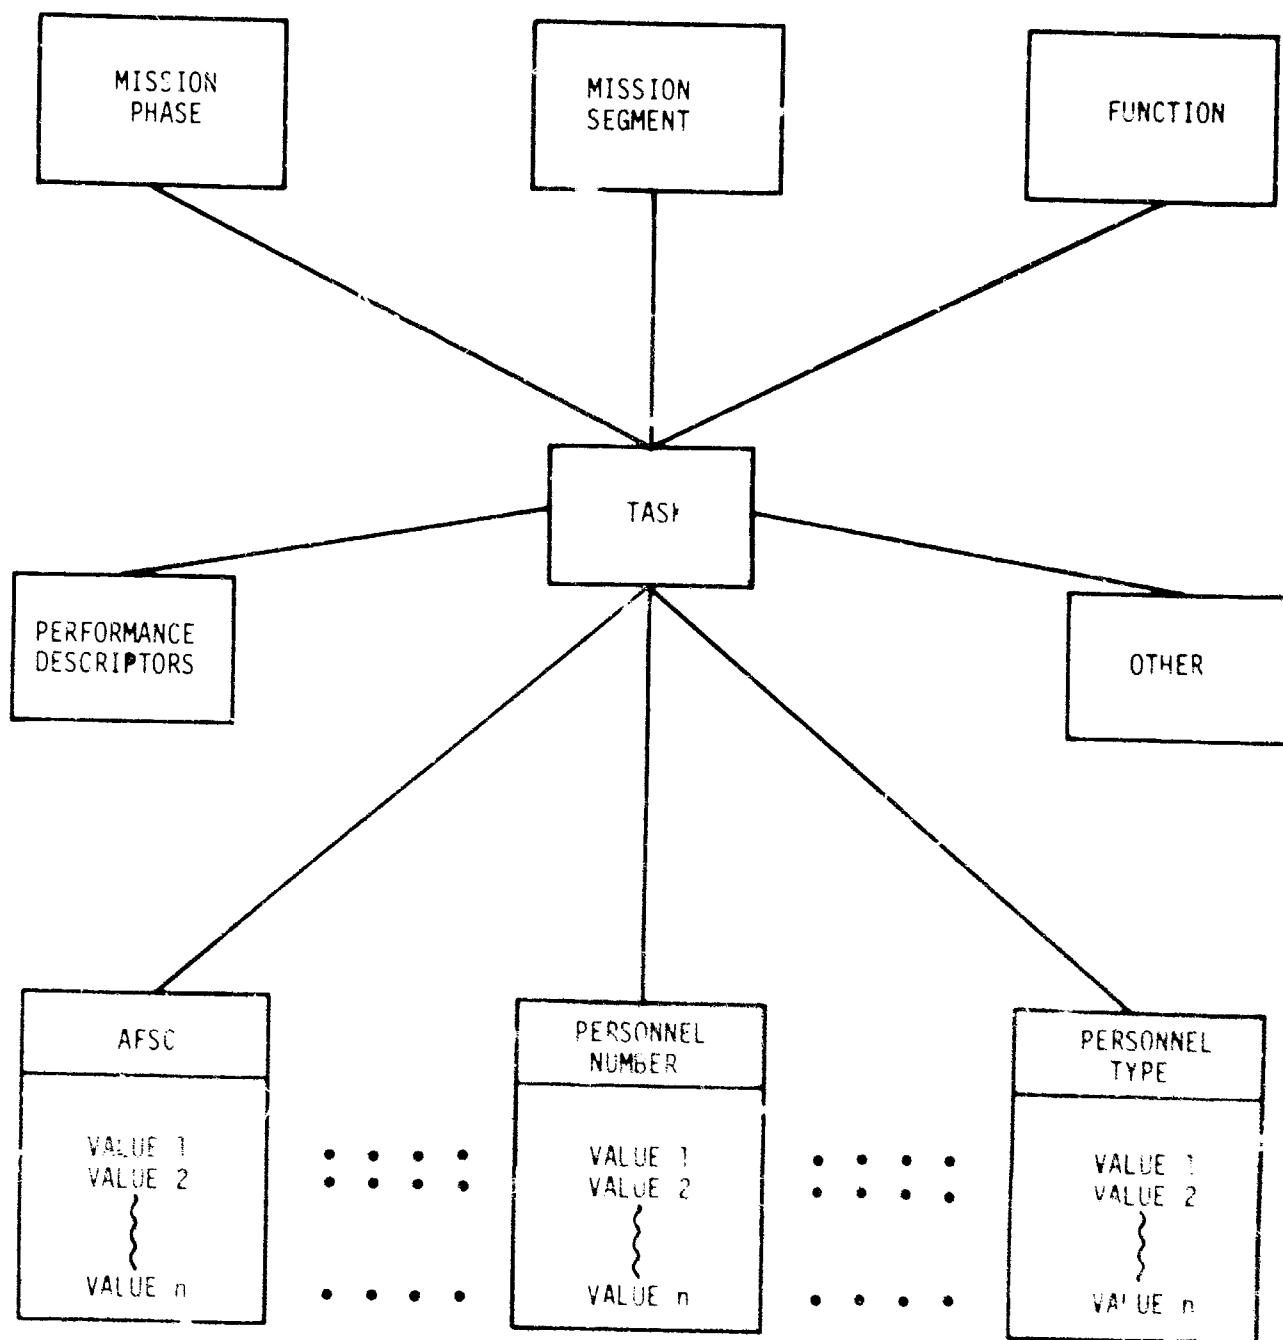 MISSION
PHASE
MISSION
SEGMENT
FUNCTION
TASK
PERFORMANCE
DESCRIPTORS
OTHER
AFSC
PERSONNEL
NUMBER
PERSONNEL
TYPE
VALUE 1
VALUE 2
VALUE n
VALUE 1
VALUE 2
VALUE n
VALUE 1
VALUE 2
VALUE n